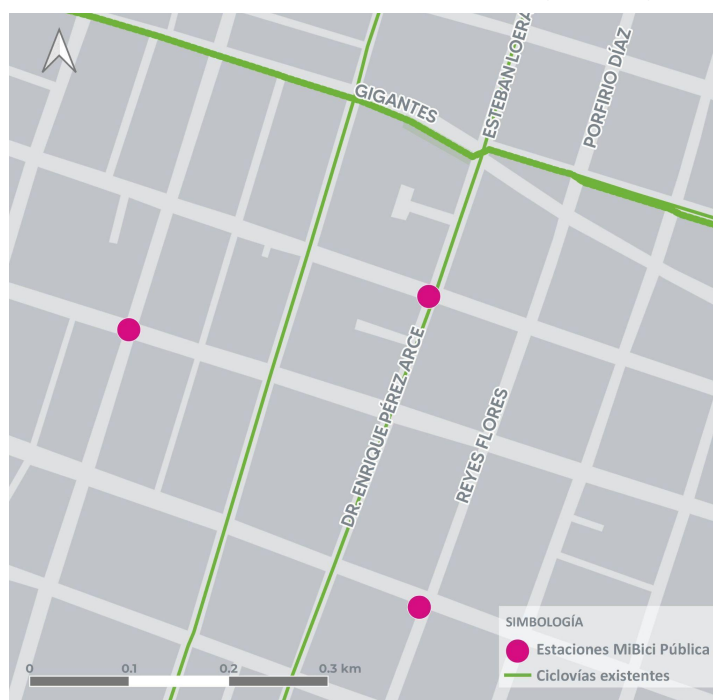 GIGANTES
ESTEBAN LOERA
PORFIRIO DÍAZ
DR. ENRIQUE PÉREZ ARCE
REYES FLORES
SIMBOLOGÍA
Estaciones MiBici Pública
Ciclovías existentes
0 0.1 0.2 0.3 km